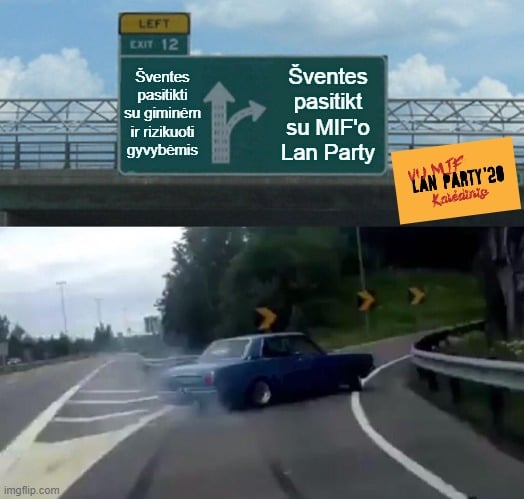 LEFT
EXIT 12
Šventes
pasitikti
su giminėm
ir rizikuoti
gyvybėmis
Šventes
pasitikt
su MIF'o
Lan Party
VU MIF
LAN PARTY'20
Kalėdinis
imgflip.com